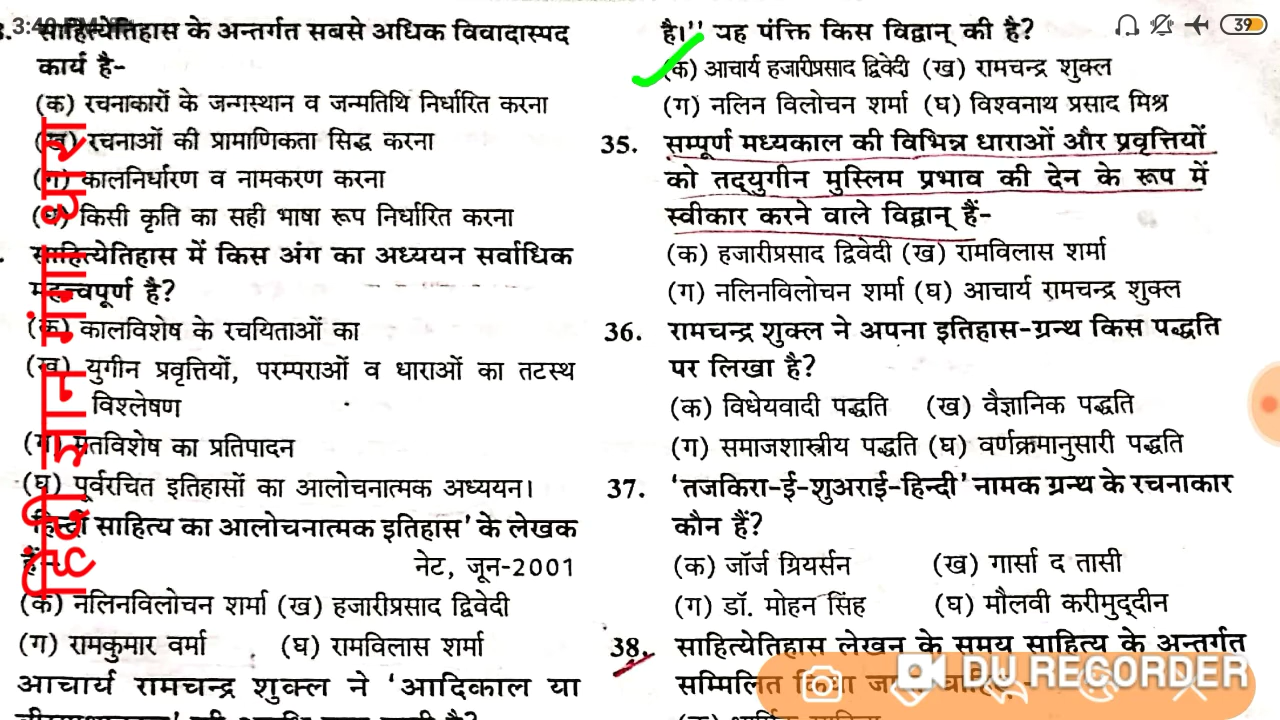 3:40 PM
39
3. साहित्येतिहास के अन्तर्गत सबसे अधिक विवादास्पद
कार्य है-
(क) रचनाकारों के जन्मस्थान व जन्मतिथि निर्धारित करना
(ख) रचनाओं की प्रामाणिकता सिद्ध करना
(ग) कालनिर्धारण व नामकरण करना
(घ) किसी कृति का सही भाषा रूप निर्धारित करना
साहित्येतिहास में किस अंग का अध्ययन सर्वाधिक
महत्त्वपूर्ण है?
(क) कालविशेष के रचयिताओं का
(ख) युगीन प्रवृत्तियों, परम्पराओं व धाराओं का तटस्थ
विश्लेषण
(ग) मतविशेष का प्रतिपादन
(घ) पूर्वरचित इतिहासों का आलोचनात्मक अध्ययन।
हिन्दी साहित्य का आलोचनात्मक इतिहास' के लेखक
हैं- नेट, जून-2001
(क) नलिनविलोचन शर्मा (ख) हजारीप्रसाद द्विवेदी
(ग) रामकुमार वर्मा (घ) रामविलास शर्मा
आचार्य रामचन्द्र शुक्ल ने 'आदिकाल या
हिंदी ज्ञान गंगा धारा
है।'' यह पंक्ति किस विद्वान् की है?
(क) आचार्य हजारीप्रसाद द्विवेदी (ख) रामचन्द्र शुक्ल
(ग) नलिन विलोचन शर्मा (घ) विश्वनाथ प्रसाद मिश्र
35. सम्पूर्ण मध्यकाल की विभिन्न धाराओं और प्रवृत्तियों
को तद्युगीन मुस्लिम प्रभाव की देन के रूप में
स्वीकार करने वाले विद्वान् हैं-
(क) हजारीप्रसाद द्विवेदी (ख) रामविलास शर्मा
(ग) नलिनविलोचन शर्मा (घ) आचार्य रामचन्द्र शुक्ल
36. रामचन्द्र शुक्ल ने अपना इतिहास-ग्रन्थ किस पद्धति
पर लिखा है?
(क) विधेयवादी पद्धति (ख) वैज्ञानिक पद्धति
(ग) समाजशास्त्रीय पद्धति (घ) वर्णक्रमानुसारी पद्धति
37. 'तजकिरा-ई-शुअराई-हिन्दी' नामक ग्रन्थ के रचनाकार
कौन हैं?
(क) जॉर्ज ग्रियर्सन (ख) गार्सा द तासी
(ग) डॉ. मोहन सिंह (घ) मौलवी करीमुद्दीन
38. साहित्येतिहास लेखन के समय साहित्य के अन्तर्गत
सम्मिलित किया जाना चाहिए -
DU RECORDER